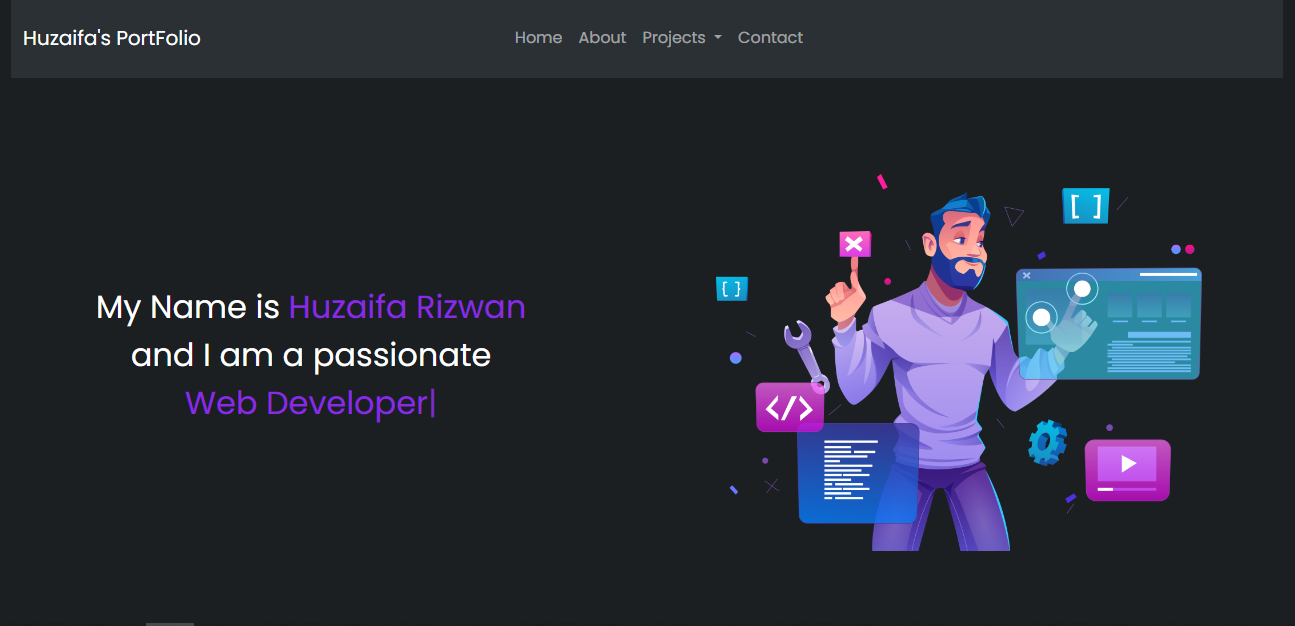 Huzaifa's PortFolio
Home About Projects Contact
My Name is Huzaifa Rizwan
and I am a passionate
Web Developer|
[ ]
[ ]
</>